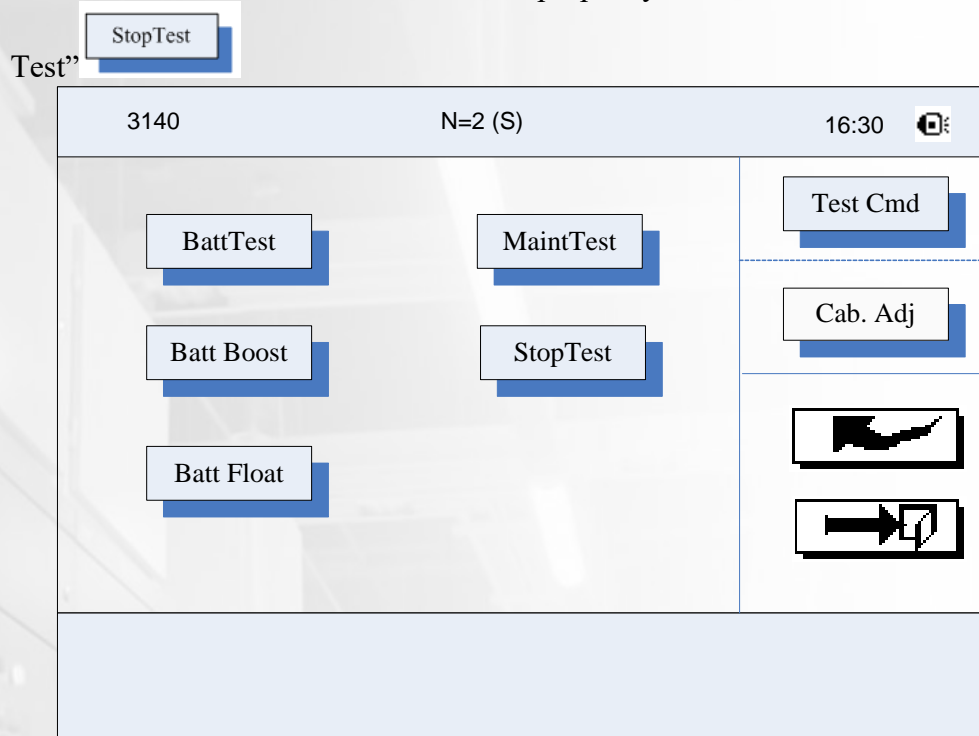 StopTest
Test”
3140 N=2 (S) 16:30
Test Cmd
BattTest MaintTest
Cab. Adj
Batt Boost StopTest
Batt Float